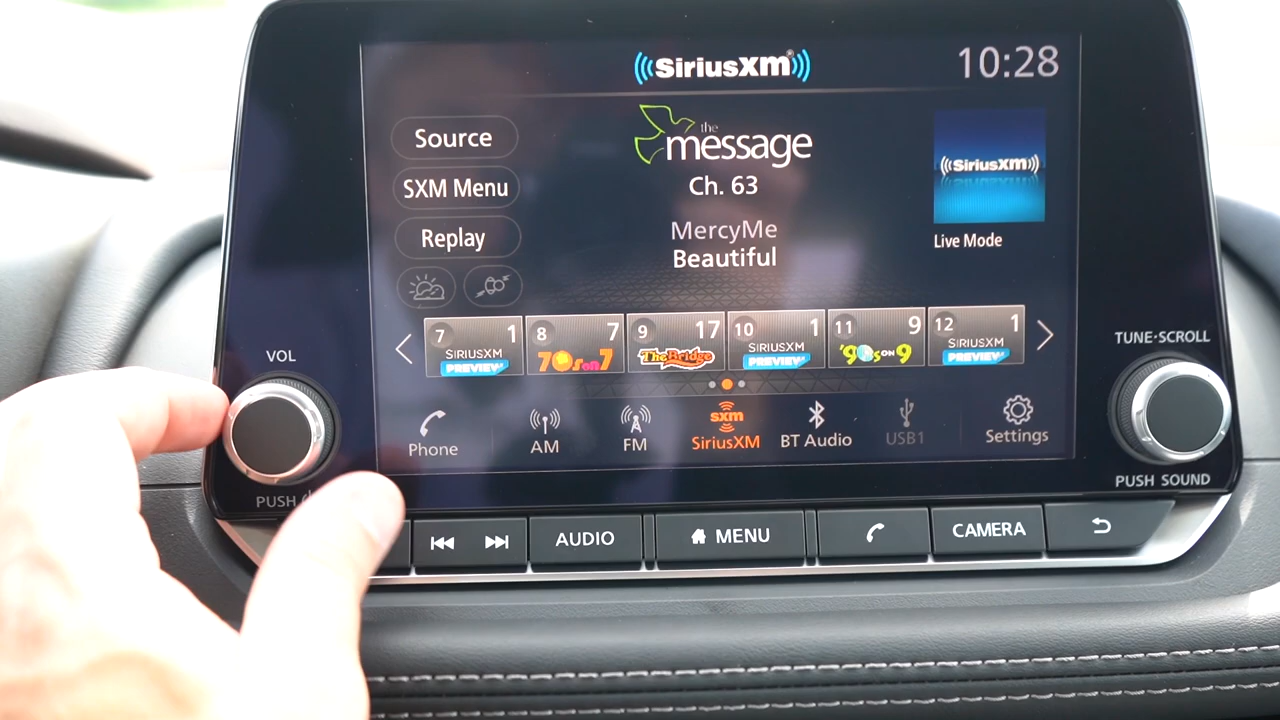 SiriusXM
10:28
Source
SXM Menu
Replay
the
message
Ch. 63
MercyMe
Beautiful
SiriusXM
Live Mode
7 1
SIRIUSXM
PREVIEW
8 7
70s on 7
9 17
The Bridge
10 1
SIRIUSXM
PREVIEW
11 9
'90s ON 9
12 1
SIRIUSXM
PREVIEW
Phone
AM
FM
sxm
SiriusXM
BT Audio
USB1
Settings
VOL
PUSH
TUNE·SCROLL
PUSH SOUND
AUDIO
MENU
CAMERA